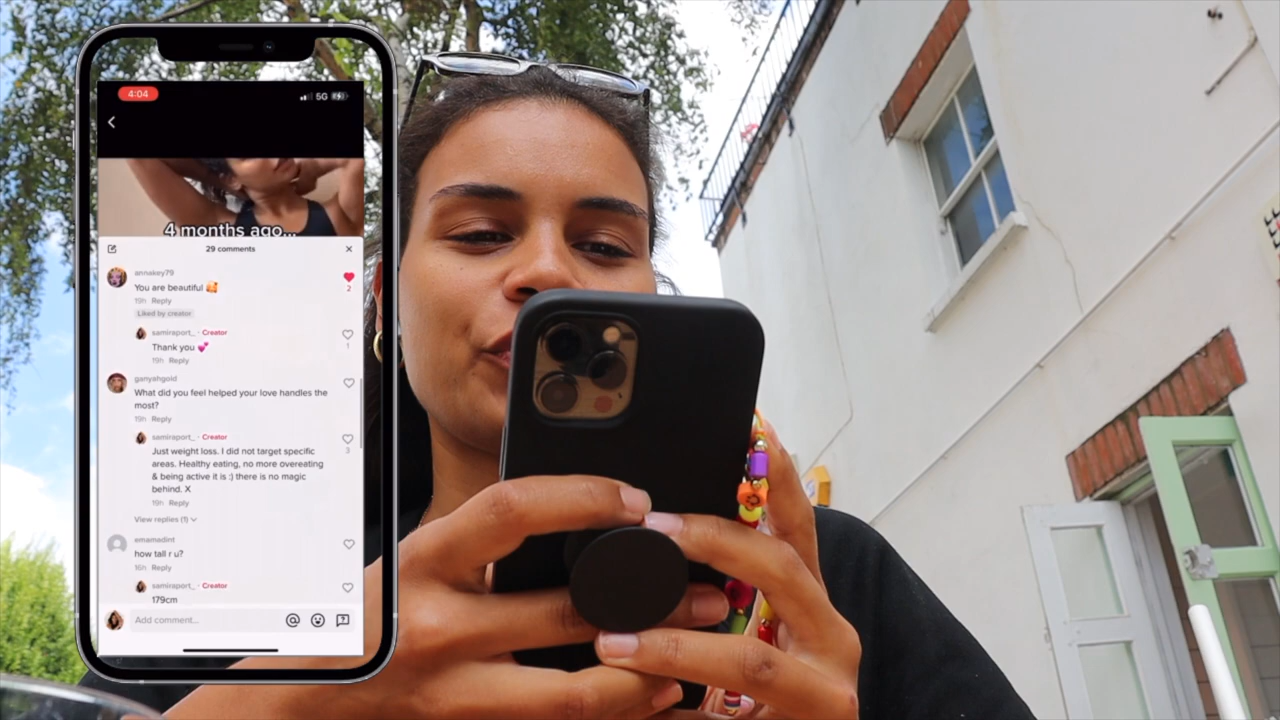 4:04
5G
4 months ago...
29 comments
annakey79
You are beautiful 🥰
19h Reply
2
Liked by creator
samiraport_ · Creator
Thank you 💕
1
19h Reply
ganyahgoid
What did you feel helped your love handles the
most?
19h Reply
samiraport_ · Creator
Just weight loss. I did not target specific
3
areas. Healthy eating, no more overeating
& being active it is :) there is no magic
behind. X
19h Reply
View replies (1)
emamadint
how tall r u?
16h Reply
samiraport_ · Creator
179cm
Add comment...